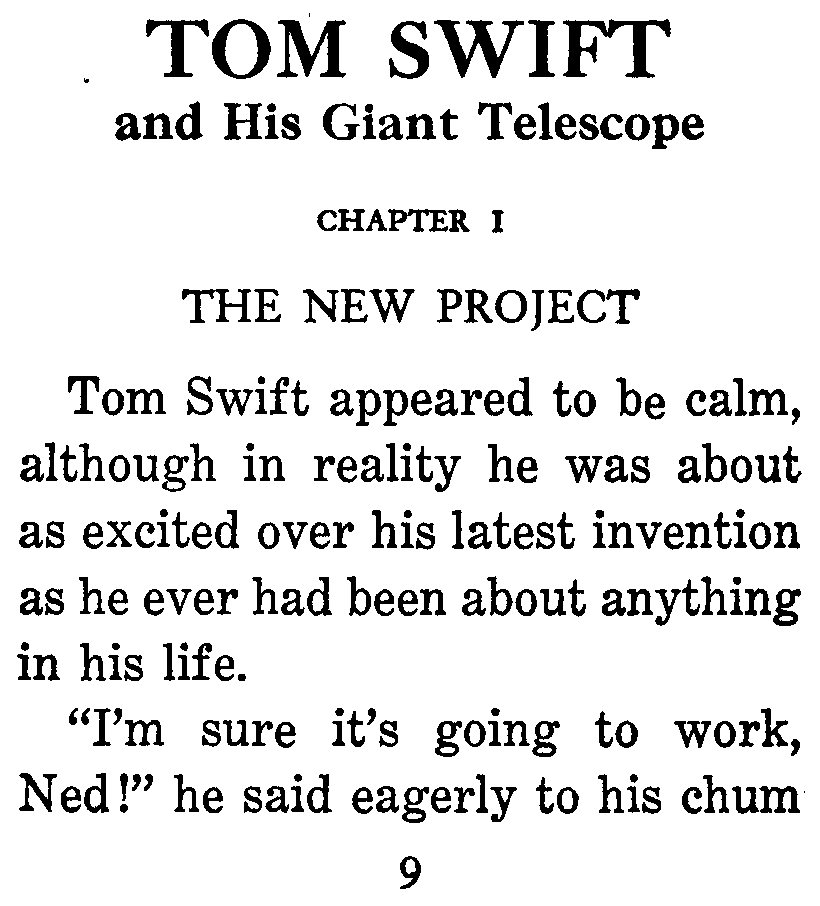 TOM SWIFT
and His Giant Telescope
CHAPTER I
THE NEW PROJECT
Tom Swift appeared to be calm,
although in reality he was about
as excited over his latest invention
as he ever had been about anything
in his life.
“I’m sure it’s going to work,
Ned!” he said eagerly to his chum
9